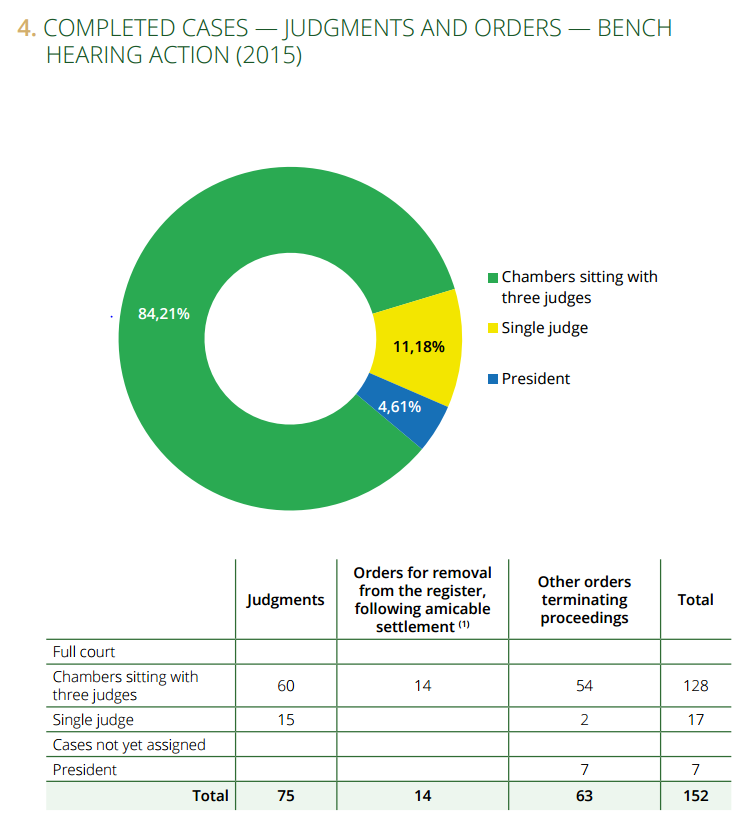 4. COMPLETED CASES — JUDGMENTS AND ORDERS — BENCH
HEARING ACTION (2015)
84,21%
11,18%
4,61%
Chambers sitting with
three judges
Single judge
President
Judgments
Orders for removal
from the register,
following amicable
settlement (1)
Other orders
terminating
proceedings
Total
Full court
Chambers sitting with
three judges
60 14 54 128
Single judge 15 2 17
Cases not yet assigned
President 7 7
Total 75 14 63 152